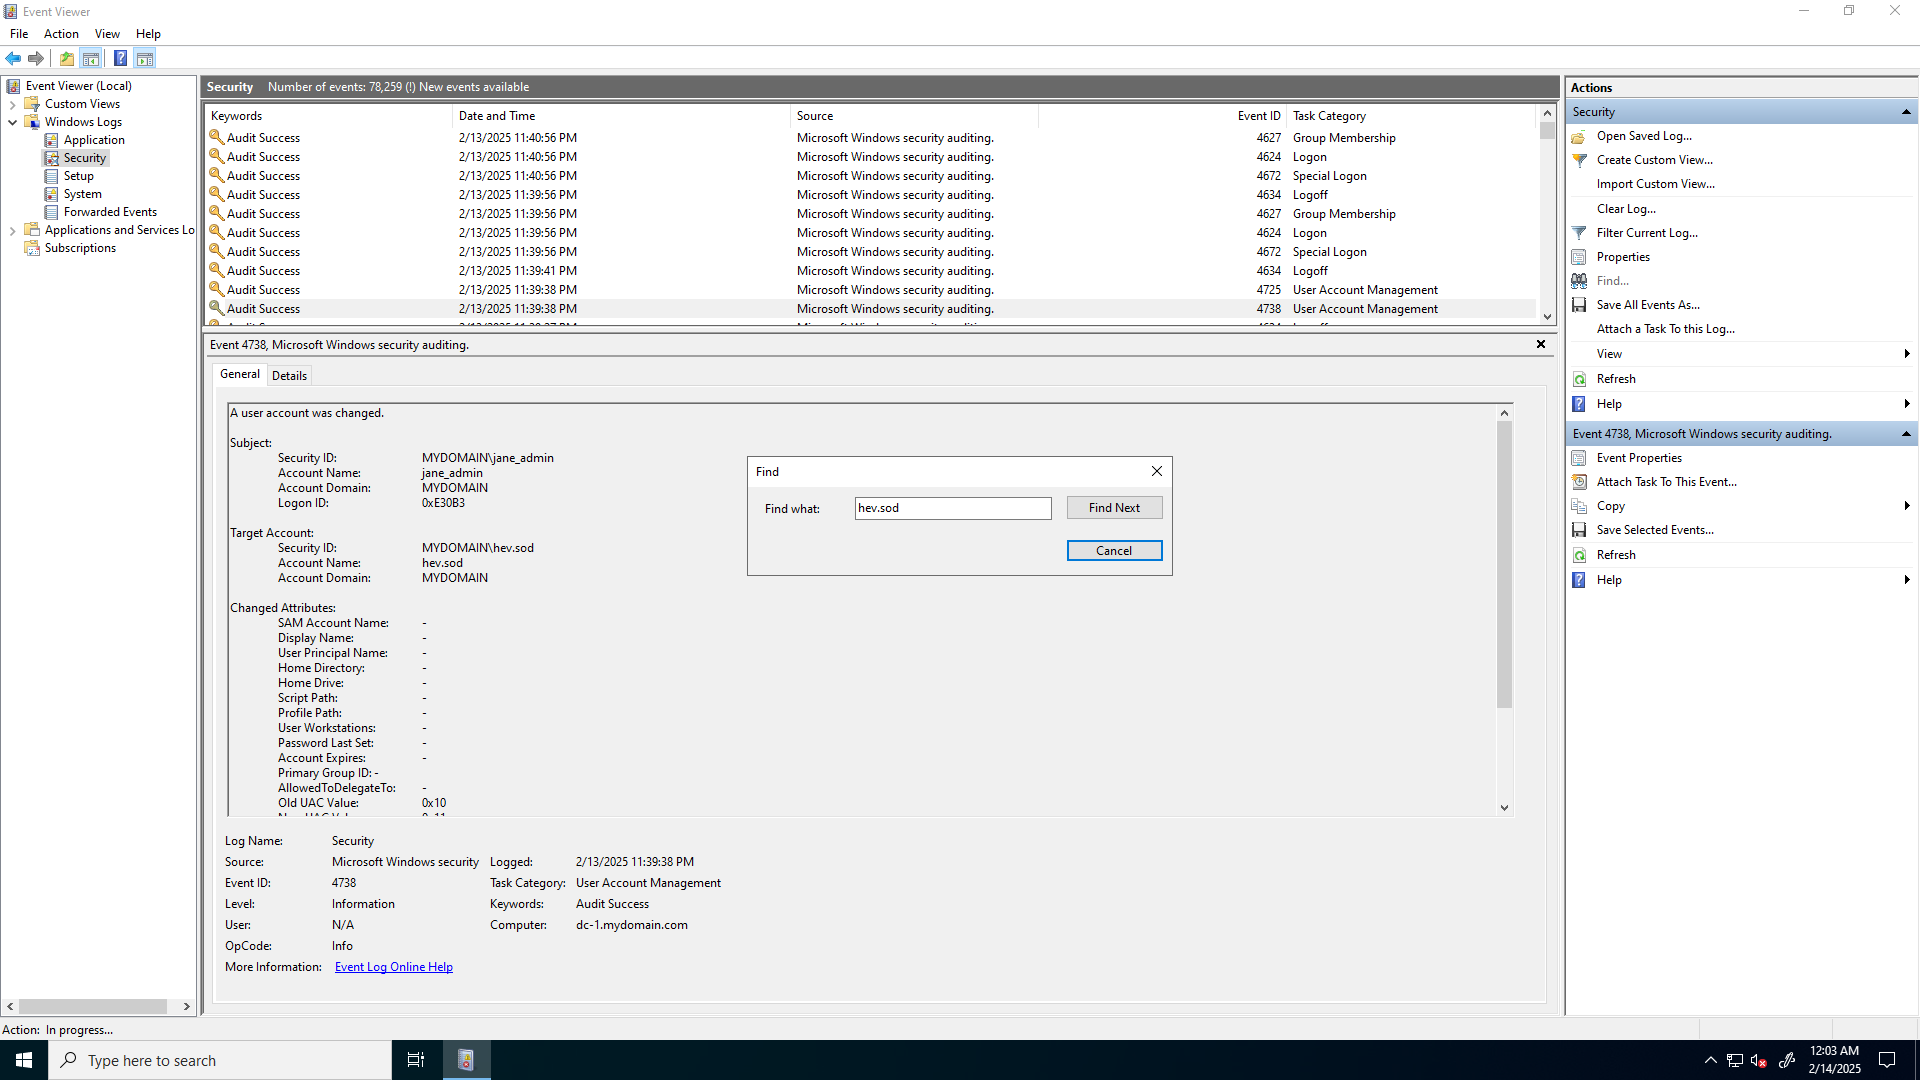 Event Viewer
File Action View Help
Event Viewer (Local)
Custom Views
Windows Logs
Application
Security
Setup
System
Forwarded Events
Applications and Services Lo
Subscriptions
Security Number of events: 78,259 (!) New events available
Keywords Date and Time Source Event ID Task Category
Audit Success 2/13/2025 11:40:56 PM Microsoft Windows security auditing. 4627 Group Membership
Audit Success 2/13/2025 11:40:56 PM Microsoft Windows security auditing. 4624 Logon
Audit Success 2/13/2025 11:40:56 PM Microsoft Windows security auditing. 4672 Special Logon
Audit Success 2/13/2025 11:39:56 PM Microsoft Windows security auditing. 4634 Logoff
Audit Success 2/13/2025 11:39:56 PM Microsoft Windows security auditing. 4627 Group Membership
Audit Success 2/13/2025 11:39:56 PM Microsoft Windows security auditing. 4624 Logon
Audit Success 2/13/2025 11:39:56 PM Microsoft Windows security auditing. 4672 Special Logon
Audit Success 2/13/2025 11:39:41 PM Microsoft Windows security auditing. 4634 Logoff
Audit Success 2/13/2025 11:39:38 PM Microsoft Windows security auditing. 4725 User Account Management
Audit Success 2/13/2025 11:39:38 PM Microsoft Windows security auditing. 4738 User Account Management
Event 4738, Microsoft Windows security auditing.
General Details
A user account was changed.
Subject:
Security ID: MYDOMAIN\jane_admin
Account Name: jane_admin
Account Domain: MYDOMAIN
Logon ID: 0xE30B3
Target Account:
Security ID: MYDOMAIN\hev.sod
Account Name: hev.sod
Account Domain: MYDOMAIN
Changed Attributes:
SAM Account Name: -
Display Name: -
User Principal Name: -
Home Directory: -
Home Drive: -
Script Path: -
Profile Path: -
User Workstations: -
Password Last Set: -
Account Expires: -
Primary Group ID: -
AllowedToDelegateTo: -
Old UAC Value: 0x10
Log Name: Security
Source: Microsoft Windows security Logged: 2/13/2025 11:39:38 PM
Event ID: 4738 Task Category: User Account Management
Level: Information Keywords: Audit Success
User: N/A Computer: dc-1.mydomain.com
OpCode: Info
More Information: Event Log Online Help
Find
Find what: hev.sod Find Next
Cancel
Actions
Security
Open Saved Log...
Create Custom View...
Import Custom View...
Clear Log...
Filter Current Log...
Properties
Find...
Save All Events As...
Attach a Task To this Log...
View
Refresh
Help
Event 4738, Microsoft Windows security auditing.
Event Properties
Attach Task To This Event...
Copy
Save Selected Events...
Refresh
Help
Action: In progress...
Type here to search
12:03 AM
2/14/2025